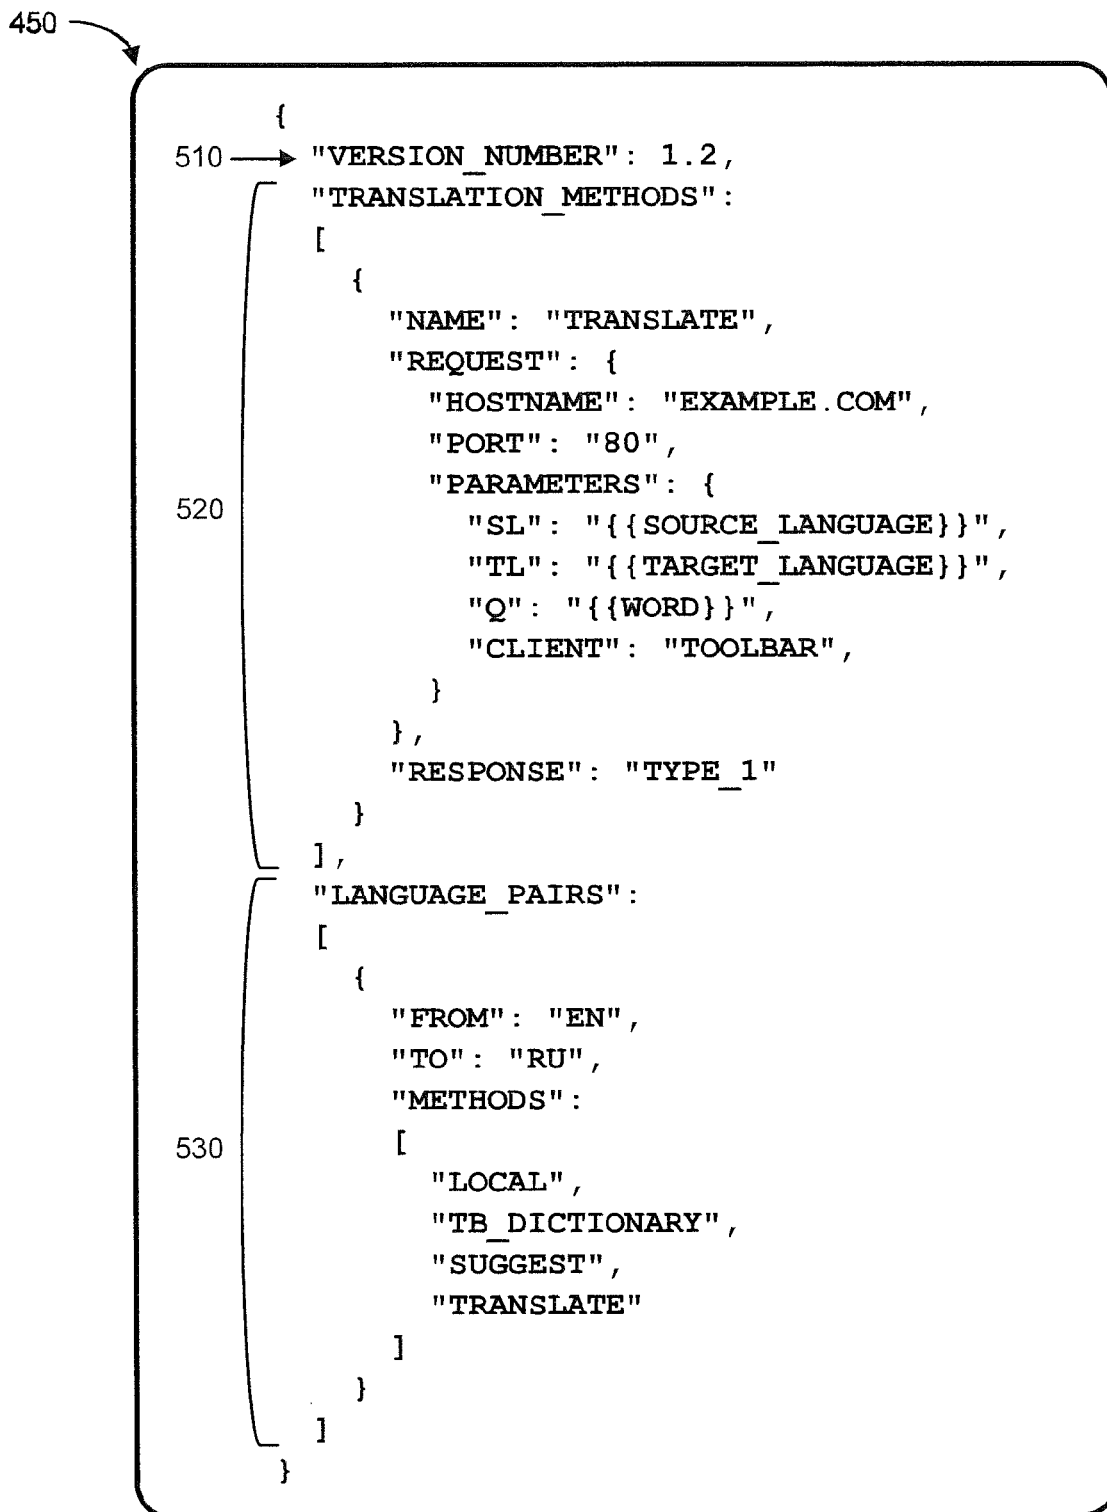 450
{
510 "VERSION_NUMBER": 1.2,
"TRANSLATION_METHODS":
[
{
"NAME": "TRANSLATE",
"REQUEST": {
"HOSTNAME": "EXAMPLE.COM",
"PORT": "80",
"PARAMETERS": {
520 "SL": "{{SOURCE_LANGUAGE}}",
"TL": "{{TARGET_LANGUAGE}}",
"Q": "{{WORD}}",
"CLIENT": "TOOLBAR",
}
},
"RESPONSE": "TYPE_1"
}
],
"LANGUAGE_PAIRS":
[
{
"FROM": "EN",
"TO": "RU",
"METHODS":
530 [
"LOCAL",
"TB_DICTIONARY",
"SUGGEST",
"TRANSLATE"
]
}
]
}